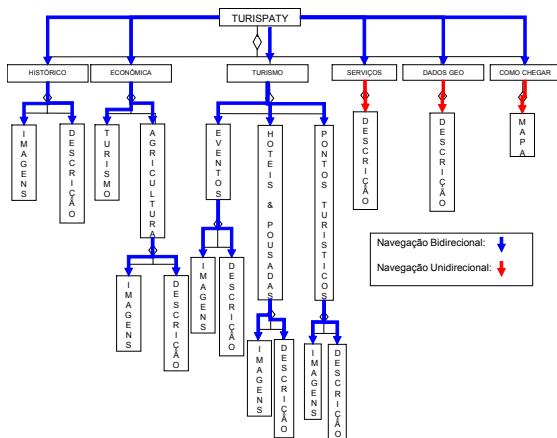 TURISPATY
HISTÓRICO
ECONÔMICA
TURISMO
SERVIÇOS
DADOS GEO
COMO CHEGAR
IMAGENS
DESCRIÇÃO
TURISMO
AGRICULTURA
EVENTOS
HOTEIS & POUSADAS
PONTOS TURISTICOS
DESCRIÇÃO
DESCRIÇÃO
MAPA
IMAGENS
DESCRIÇÃO
IMAGENS
DESCRIÇÃO
IMAGENS
DESCRIÇÃO
IMAGENS
DESCRIÇÃO
Navegação Bidirecional:
Navegação Unidirecional: